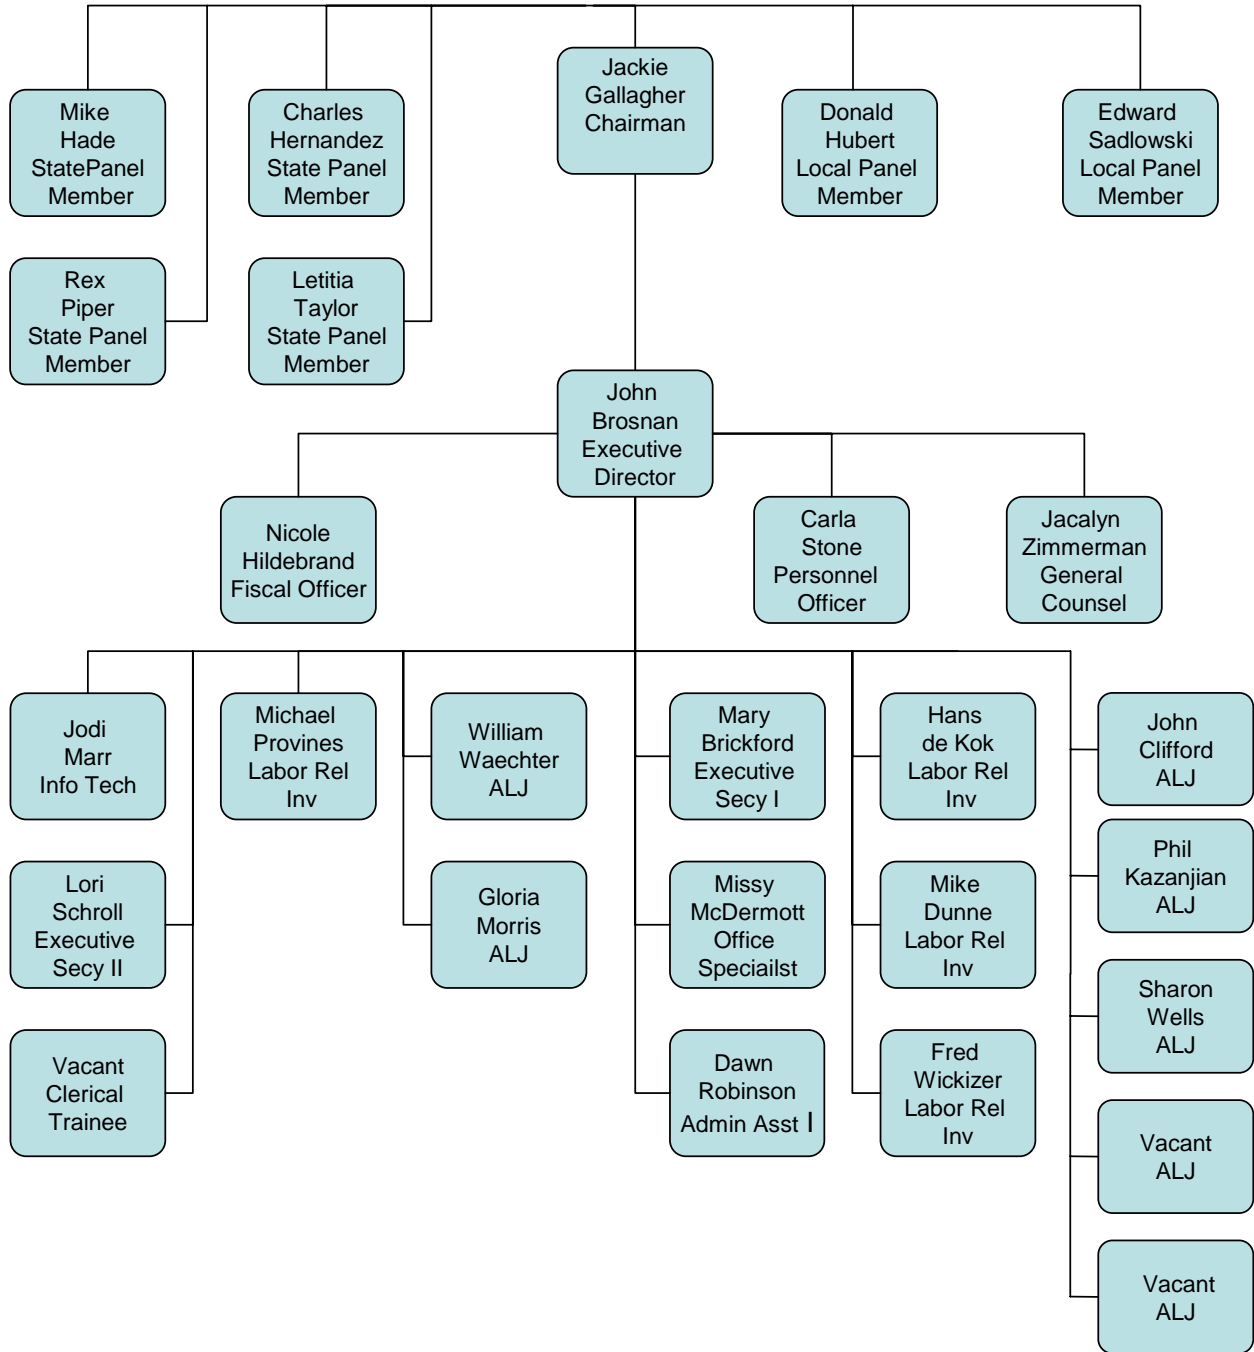 Mike
Hade
StatePanel
Member
Charles
Hernandez
State Panel
Member
Jackie
Gallagher
Chairman
Donald
Hubert
Local Panel
Member
Edward
Sadlowski
Local Panel
Member
Rex
Piper
State Panel
Member
Letitia
Taylor
State Panel
Member
John
Brosnan
Executive
Director
Nicole
Hildebrand
Fiscal Officer
Carla
Stone
Personnel
Officer
Jacalyn
Zimmerman
General
Counsel
Jodi
Marr
Info Tech
Michael
Provines
Labor Rel
Inv
William
Waechter
ALJ
Mary
Brickford
Executive
Secy I
Hans
de Kok
Labor Rel
Inv
John
Clifford
ALJ
Phil
Kazanjian
ALJ
Lori
Schroll
Executive
Secy II
Gloria
Morris
ALJ
Missy
McDermott
Office
Speciailst
Mike
Dunne
Labor Rel
Inv
Sharon
Wells
ALJ
Vacant
Clerical
Trainee
Dawn
Robinson
Admin Asst I
Fred
Wickizer
Labor Rel
Inv
Vacant
ALJ
Vacant
ALJ